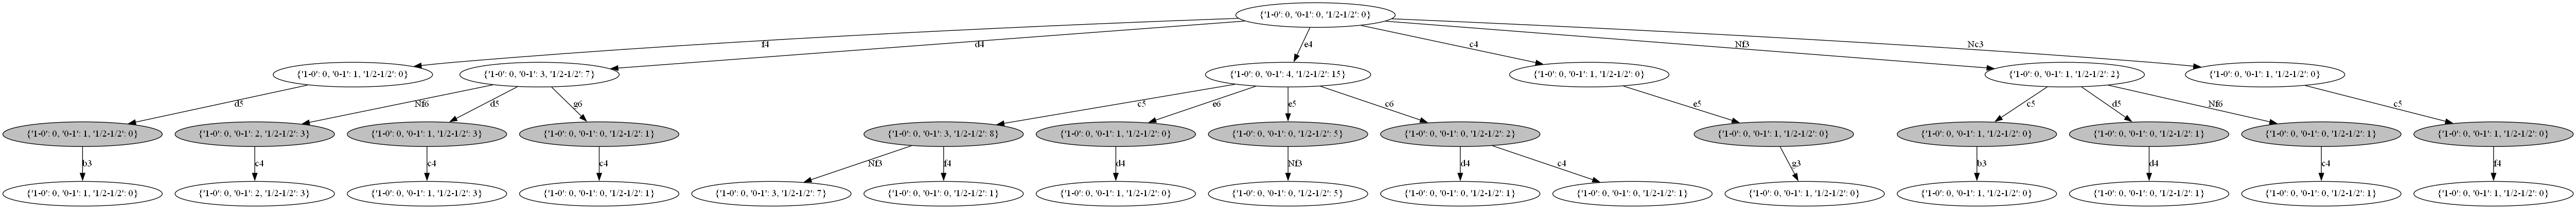 {'1-0': 0, '0-1': 0, '1/2-1/2': 0}
f4
d4
e4
c4
Nf3
Nc3
{'1-0': 0, '0-1': 1, '1/2-1/2': 0}
{'1-0': 0, '0-1': 3, '1/2-1/2': 7}
{'1-0': 0, '0-1': 4, '1/2-1/2': 15}
{'1-0': 0, '0-1': 1, '1/2-1/2': 0}
{'1-0': 0, '0-1': 1, '1/2-1/2': 2}
{'1-0': 0, '0-1': 1, '1/2-1/2': 0}
d5
Nf6
d5
g6
c5
e6
e5
c6
e5
c5
d5
Nf6
c5
{'1-0': 0, '0-1': 1, '1/2-1/2': 0}
{'1-0': 0, '0-1': 2, '1/2-1/2': 3}
{'1-0': 0, '0-1': 1, '1/2-1/2': 3}
{'1-0': 0, '0-1': 0, '1/2-1/2': 1}
{'1-0': 0, '0-1': 3, '1/2-1/2': 8}
{'1-0': 0, '0-1': 1, '1/2-1/2': 0}
{'1-0': 0, '0-1': 0, '1/2-1/2': 5}
{'1-0': 0, '0-1': 0, '1/2-1/2': 2}
{'1-0': 0, '0-1': 1, '1/2-1/2': 0}
{'1-0': 0, '0-1': 1, '1/2-1/2': 0}
{'1-0': 0, '0-1': 0, '1/2-1/2': 1}
{'1-0': 0, '0-1': 0, '1/2-1/2': 1}
{'1-0': 0, '0-1': 1, '1/2-1/2': 0}
b3
c4
c4
c4
Nf3
f4
d4
Nf3
d4
c4
g3
b3
d4
c4
f4
{'1-0': 0, '0-1': 1, '1/2-1/2': 0}
{'1-0': 0, '0-1': 2, '1/2-1/2': 3}
{'1-0': 0, '0-1': 1, '1/2-1/2': 3}
{'1-0': 0, '0-1': 0, '1/2-1/2': 1}
{'1-0': 0, '0-1': 3, '1/2-1/2': 7}
{'1-0': 0, '0-1': 0, '1/2-1/2': 1}
{'1-0': 0, '0-1': 1, '1/2-1/2': 0}
{'1-0': 0, '0-1': 0, '1/2-1/2': 5}
{'1-0': 0, '0-1': 0, '1/2-1/2': 1}
{'1-0': 0, '0-1': 0, '1/2-1/2': 1}
{'1-0': 0, '0-1': 1, '1/2-1/2': 0}
{'1-0': 0, '0-1': 1, '1/2-1/2': 0}
{'1-0': 0, '0-1': 0, '1/2-1/2': 1}
{'1-0': 0, '0-1': 0, '1/2-1/2': 1}
{'1-0': 0, '0-1': 1, '1/2-1/2': 0}